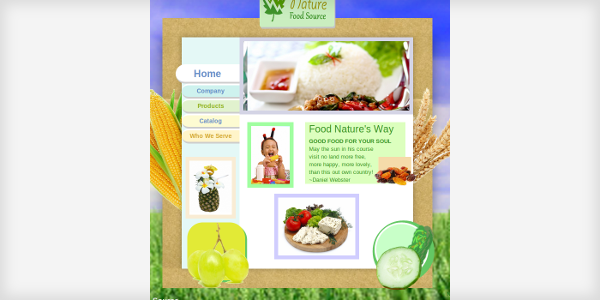 Nature
Food Source
Home
Company
Products
Catalog
Who We Serve
Food Nature's Way
GOOD FOOD FOR YOUR SOUL
May the sun in his course
visit no land more free,
more happy, more lovely,
than this our own country!
~Daniel Webster